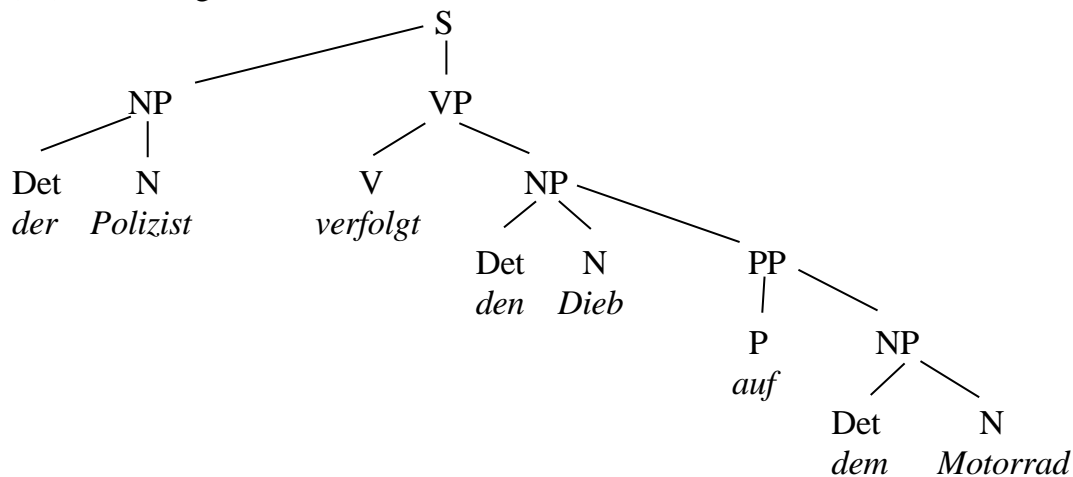 S
NP VP
Det N V NP
der Polizist verfolgt
Det N PP
den Dieb
P NP
auf
Det N
dem Motorrad